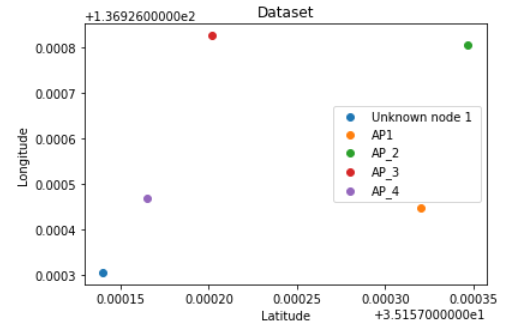 Dataset
+1.3692600000e2
0.0008
0.0007
0.0006
0.0005
0.0004
0.0003
Longitude
Unknown node 1
AP1
AP_2
AP_3
AP_4
0.00015 0.00020 0.00025 0.00030 0.00035
Latitude
+3.5157000000e1